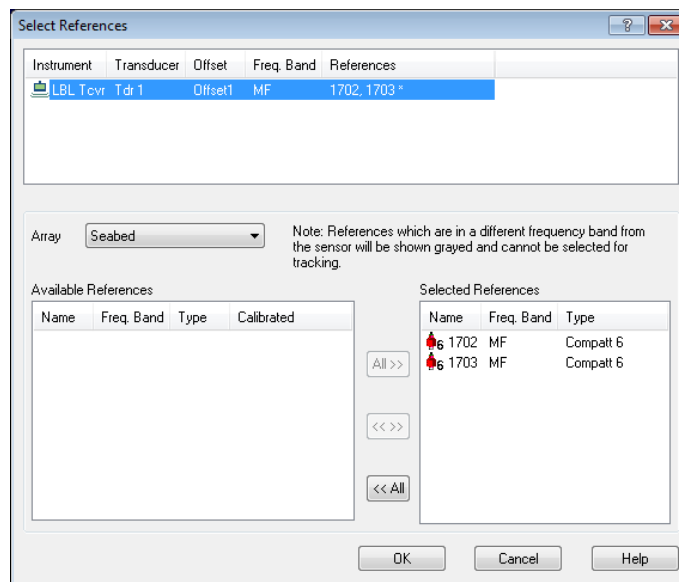 Select References
Instrument Transducer Offset Freq. Band References
LBL Tcvr Tdr 1 Offset1 MF 1702, 1703 *
Array Seabed
Note: References which are in a different frequency band from
the sensor will be shown grayed and cannot be selected for
tracking.
Available References
Name Freq. Band Type Calibrated
All >>
<< >>
<< All
Selected References
Name Freq. Band Type
6 1702 MF Compatt 6
6 1703 MF Compatt 6
OK Cancel Help